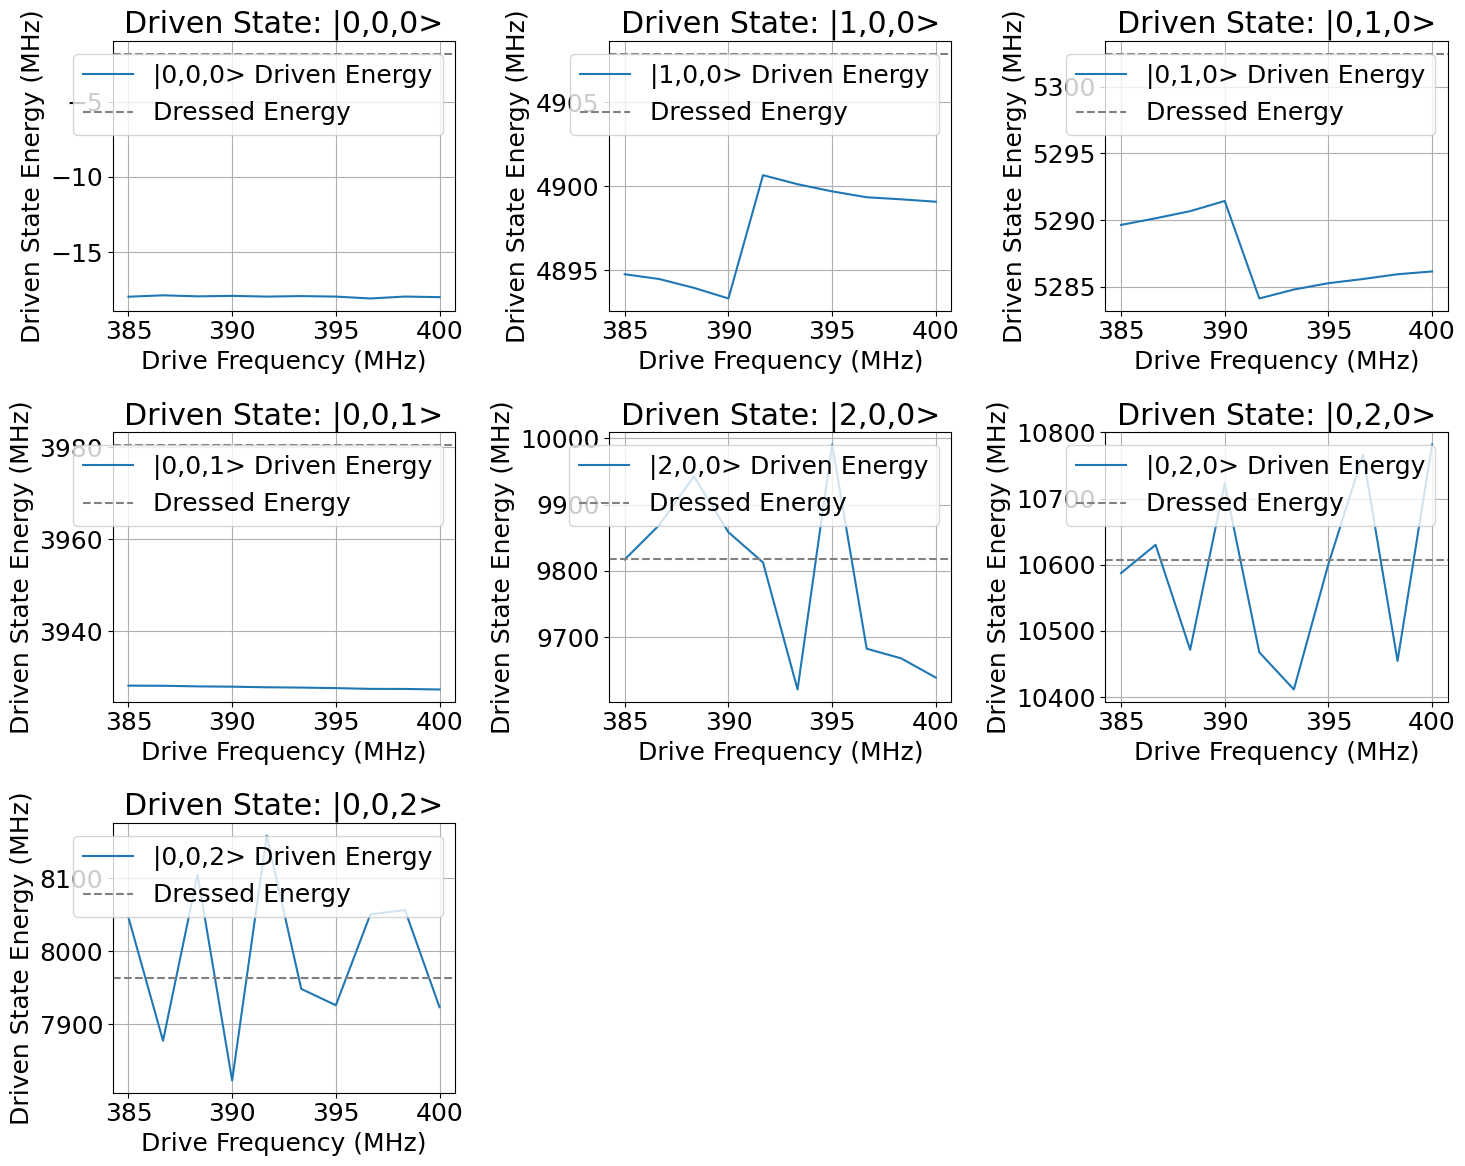 Driven State: |0,0,0>
Driven State Energy (MHz)
|0,0,0> Driven Energy
Dressed Energy
−5
−10
−15
385 390 395 400
Drive Frequency (MHz)
Driven State: |1,0,0>
Driven State Energy (MHz)
|1,0,0> Driven Energy
Dressed Energy
4905
4900
4895
385 390 395 400
Drive Frequency (MHz)
Driven State: |0,1,0>
Driven State Energy (MHz)
|0,1,0> Driven Energy
Dressed Energy
5300
5295
5290
5285
385 390 395 400
Drive Frequency (MHz)
Driven State: |0,0,1>
Driven State Energy (MHz)
|0,0,1> Driven Energy
Dressed Energy
3980
3960
3940
385 390 395 400
Drive Frequency (MHz)
Driven State: |2,0,0>
Driven State Energy (MHz)
|2,0,0> Driven Energy
Dressed Energy
10000
9900
9800
9700
385 390 395 400
Drive Frequency (MHz)
Driven State: |0,2,0>
Driven State Energy (MHz)
|0,2,0> Driven Energy
Dressed Energy
10800
10700
10600
10500
10400
385 390 395 400
Drive Frequency (MHz)
Driven State: |0,0,2>
Driven State Energy (MHz)
|0,0,2> Driven Energy
Dressed Energy
8100
8000
7900
385 390 395 400
Drive Frequency (MHz)